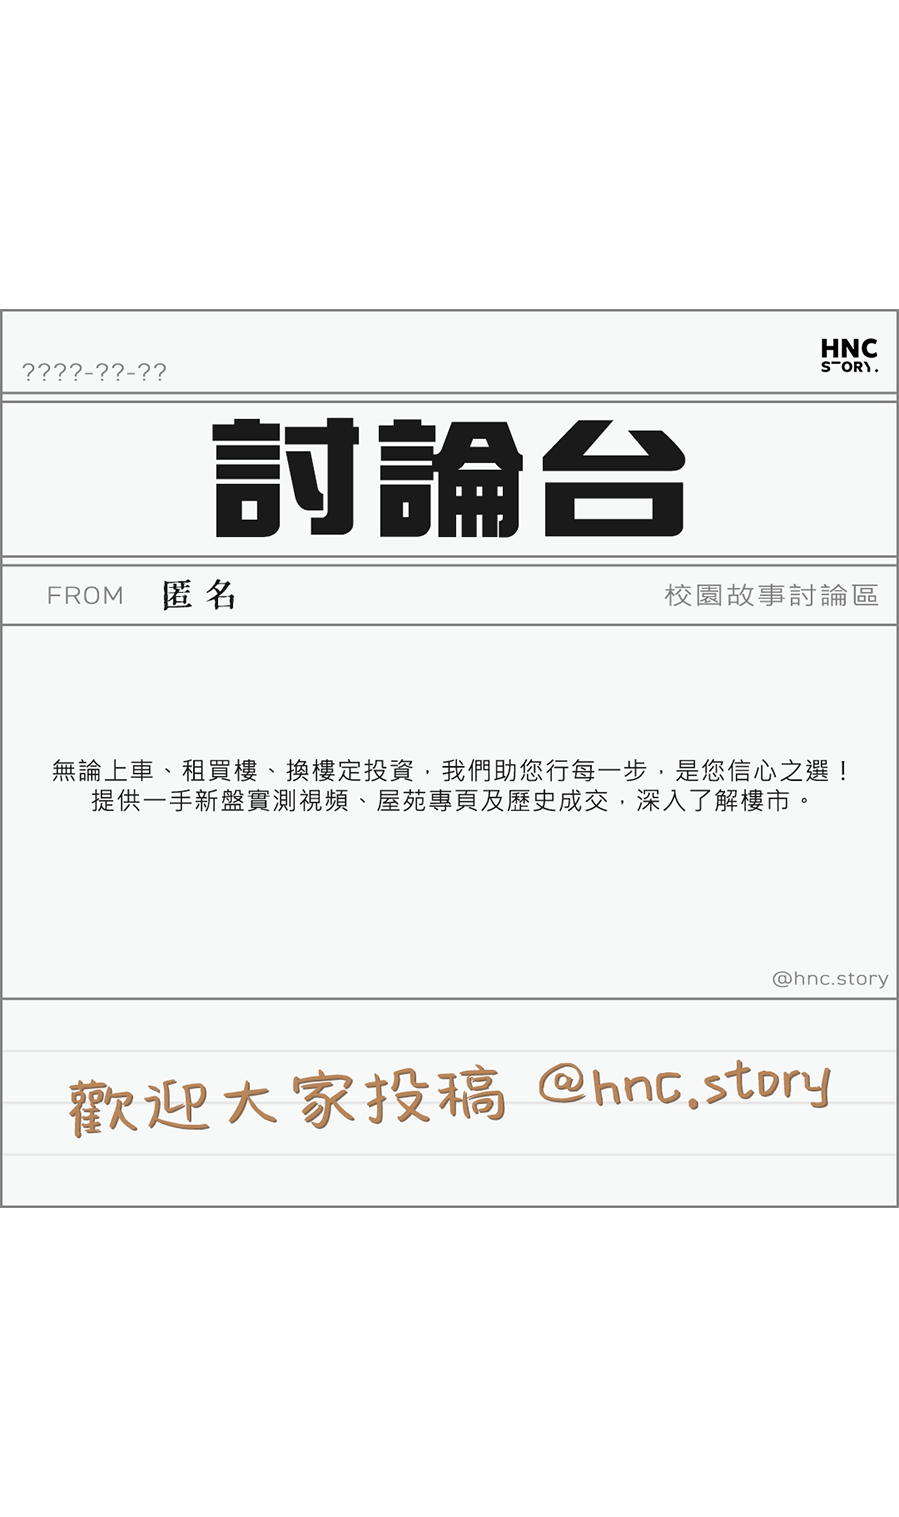 HNC
STORY.
????-??-??
討論台
FROM 匿名 校園故事討論區
無論上車、租買樓、換樓定投資，我們助您行每一步，是您信心之選！
提供一手新盤實測視頻、屋苑專頁及歷史成交，深入了解樓市。
@hnc.story
歡迎大家投稿 @hnc.story